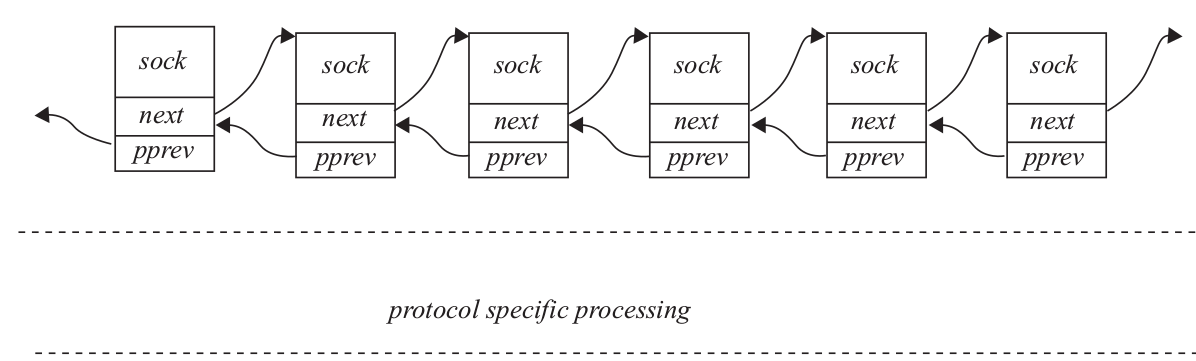 sock sock sock sock sock sock
next next next next next next
pprev pprev pprev pprev pprev pprev
protocol specific processing